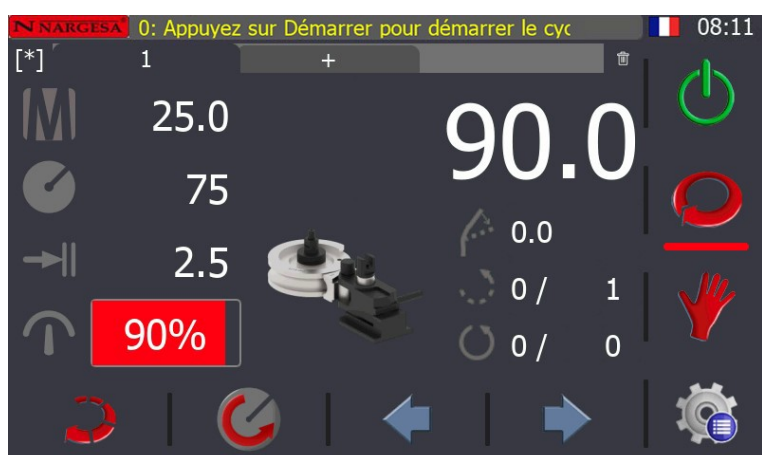 NARGESA 0: Appuyez sur Démarrer pour démarrer le cyc 08:11
[*] 1 +
25.0
90.0
75
0.0
2.5
0 / 1
90%
0 / 0